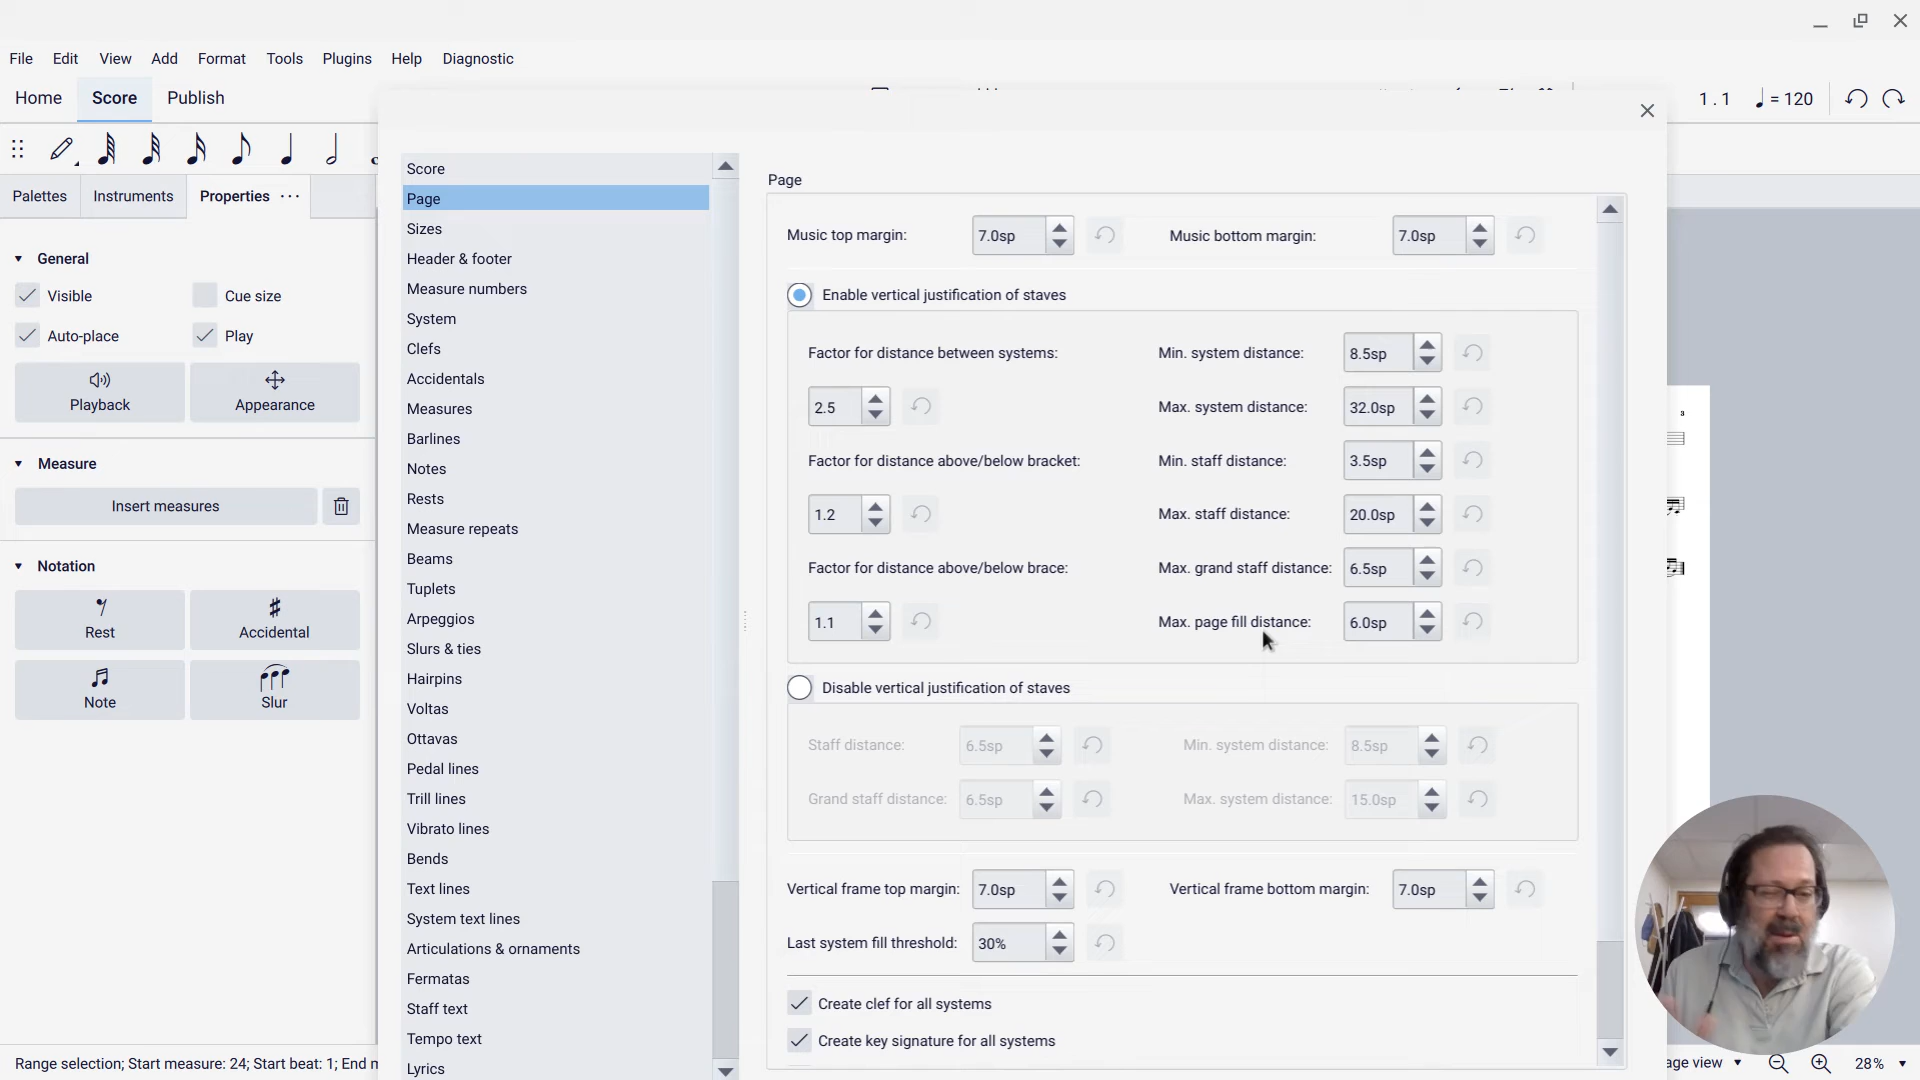 File Edit View Add Format Tools Plugins Help Diagnostic
Home Score Publish
1 . 1 = 120
Palettes Instruments Properties
General
Visible Cue size
Auto-place Play
Playback Appearance
Measure
Insert measures
Notation
Rest Accidental
Note Slur
Score
Page
Sizes
Header & footer
Measure numbers
System
Clefs
Accidentals
Measures
Barlines
Notes
Rests
Measure repeats
Beams
Tuplets
Arpeggios
Slurs & ties
Hairpins
Voltas
Ottavas
Pedal lines
Trill lines
Vibrato lines
Bends
Text lines
System text lines
Articulations & ornaments
Fermatas
Staff text
Tempo text
Lyrics
Page
Music top margin: 7.0sp Music bottom margin: 7.0sp
Enable vertical justification of staves
Factor for distance between systems: Min. system distance: 8.5sp
2.5 Max. system distance: 32.0sp
Factor for distance above/below bracket: Min. staff distance: 3.5sp
1.2 Max. staff distance: 20.0sp
Factor for distance above/below brace: Max. grand staff distance: 6.5sp
1.1 Max. page fill distance: 6.0sp
Disable vertical justification of staves
Staff distance: 6.5sp Min. system distance: 8.5sp
Grand staff distance: 6.5sp Max. system distance: 15.0sp
Vertical frame top margin: 7.0sp Vertical frame bottom margin: 7.0sp
Last system fill threshold: 30%
Create clef for all systems
Create key signature for all systems
3
Range selection; Start measure: 24; Start beat: 1; End
age view 28%